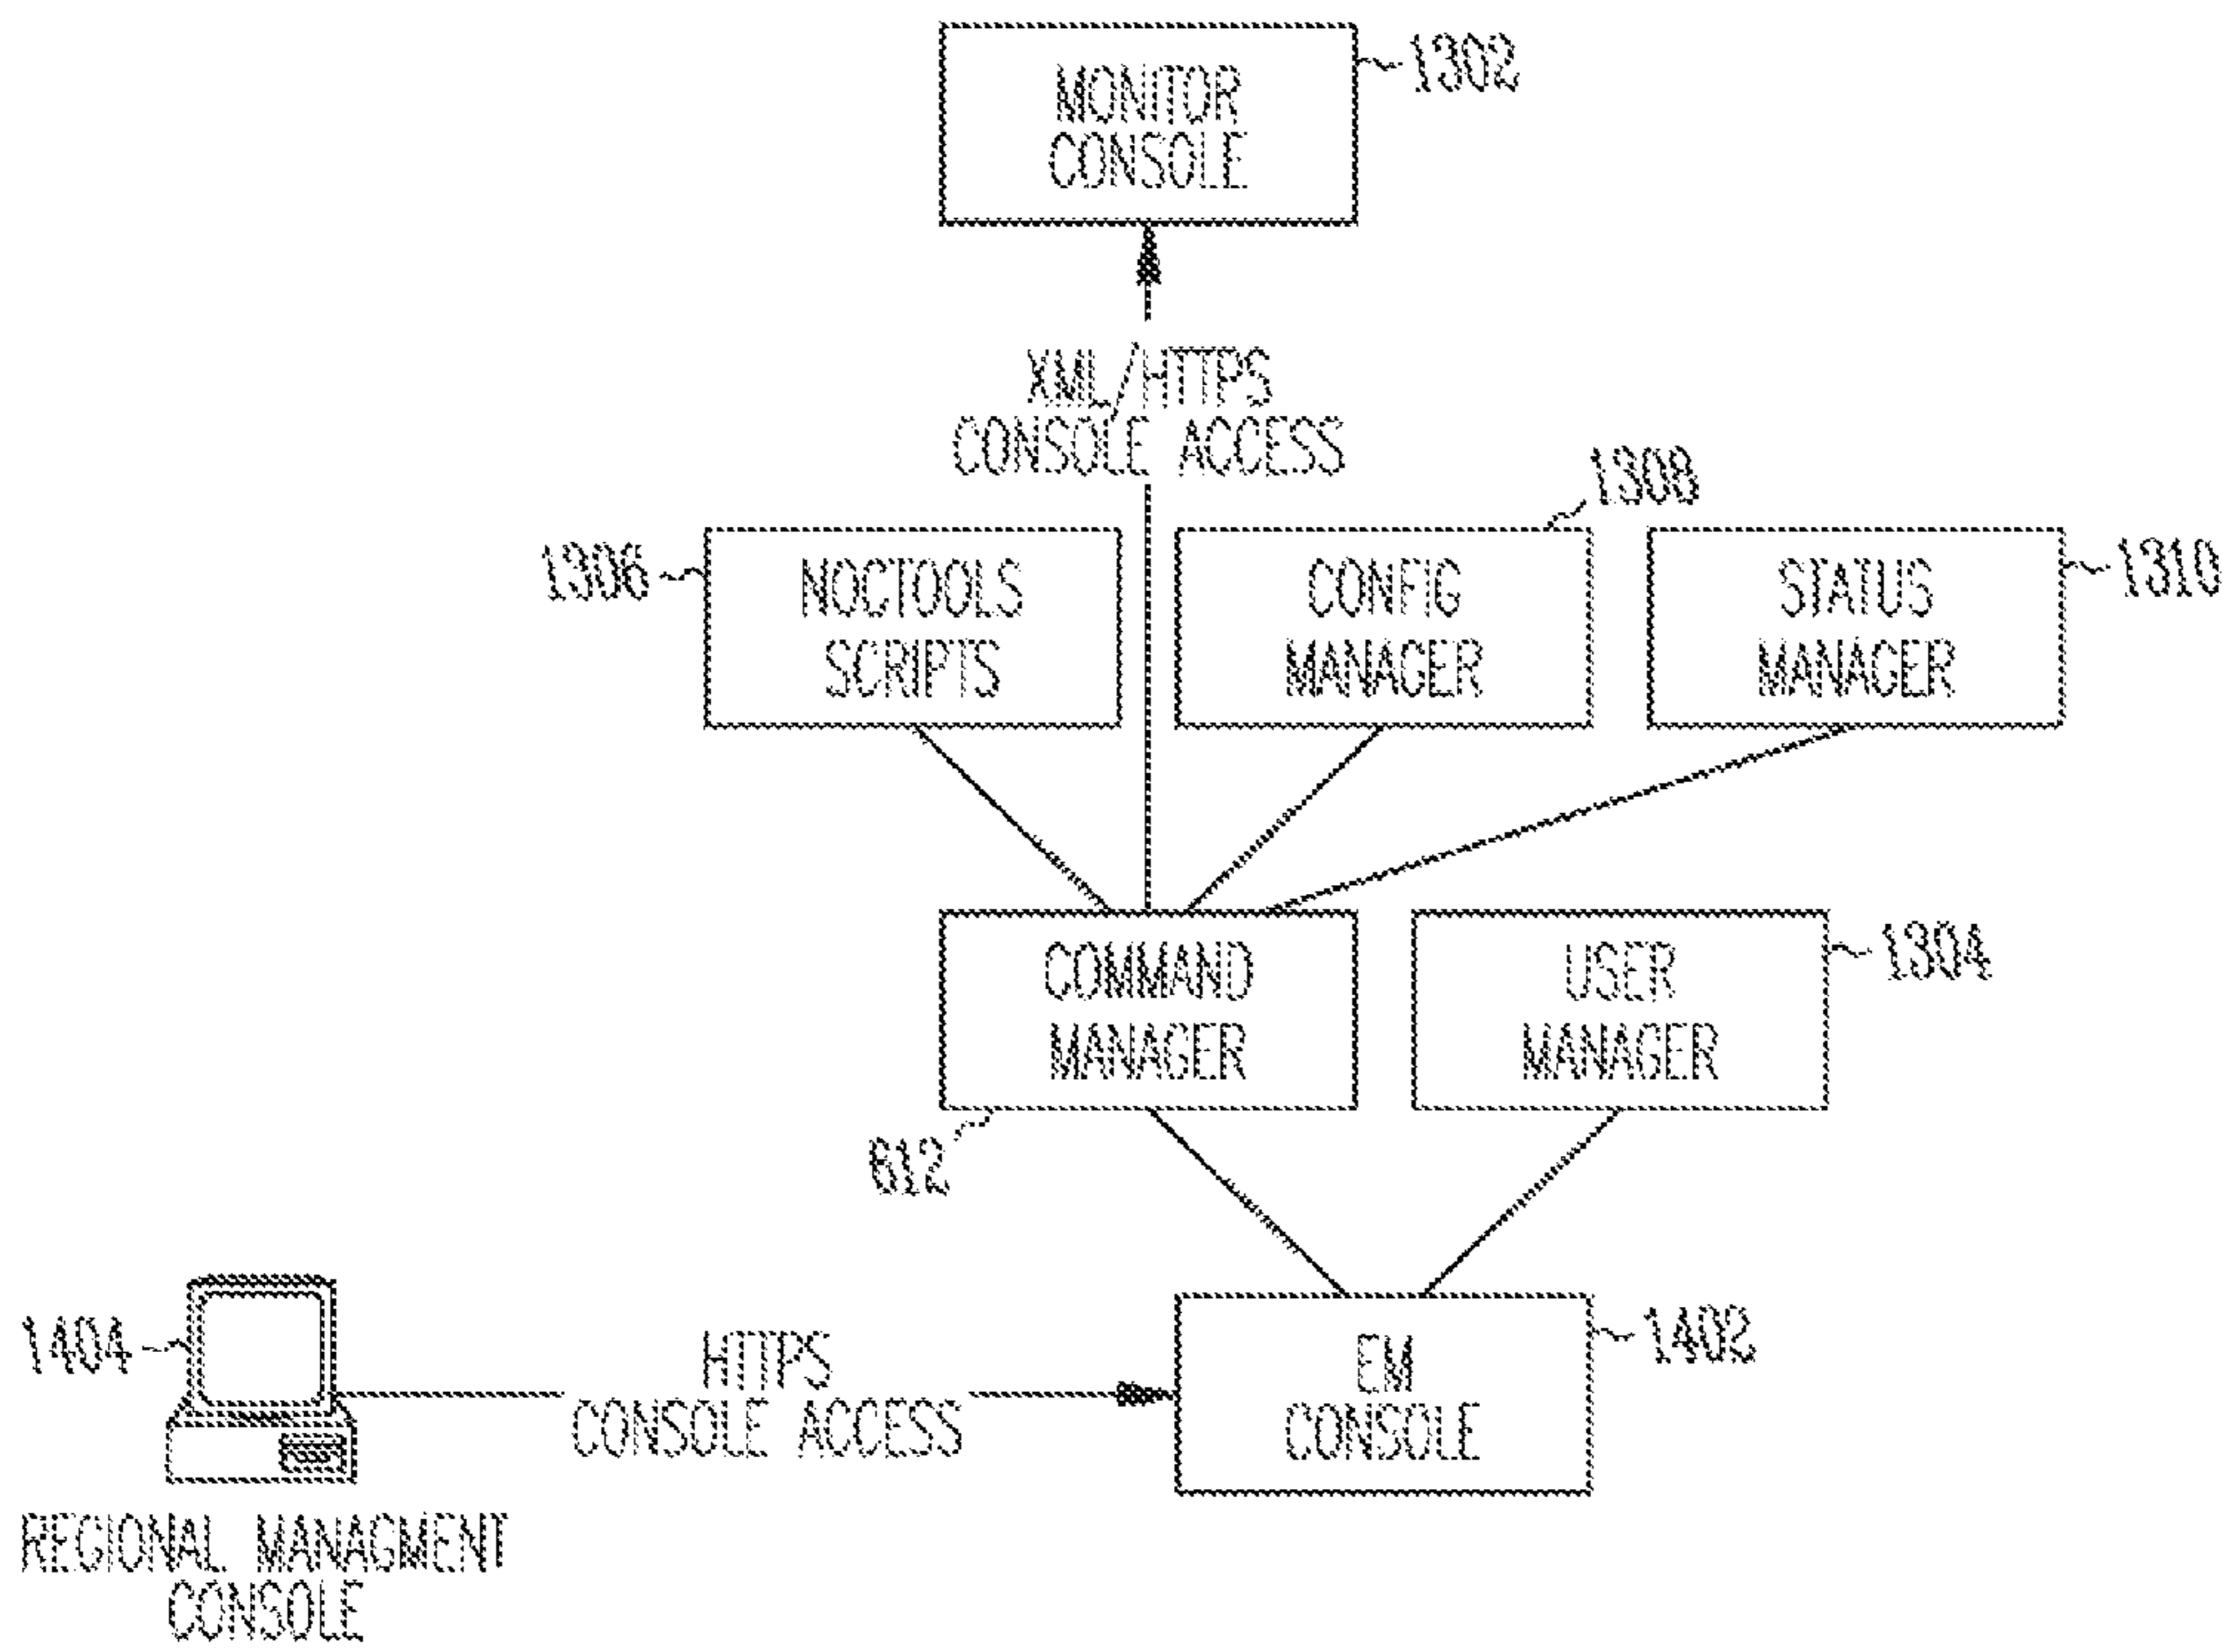 MONITOR
CONSOLE
1302
XML/HTTPS
CONSOLE ACCESS
1306
NOCTOOLS
SCRIPTS
1308
CONFIG
MANAGER
STATUS
MANAGER
1310
COMMAND
MANAGER
612
USER
MANAGER
1304
1404
REGIONAL MANAGMENT
CONSOLE
HTTPS
CONSOLE ACCESS
EM
CONSOLE
1402